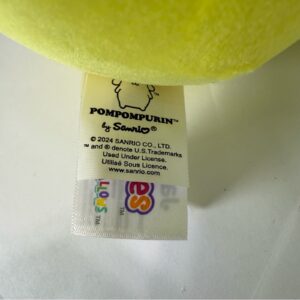 POMPOMPURIN™
by Sanrio®
© 2024 SANRIO CO., LTD.
™ and ® denote U.S.Trademarks
Used Under License.
Utilisé Sous Licence.
www.sanrio.com